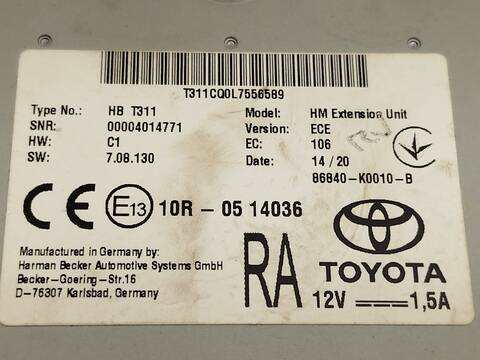 T311CQ0L7556589
Type No.: HB T311 Model: HM Extension Unit
SNR: 00004014771 Version: ECE
HW: C1 EC: 106
SW: 7.08.130 Date: 14/20
86840-K0010-B
CE E13 10R - 05 14036
Manufactured in Germany by:
Harman Becker Automotive Systems GmbH
Becker-Goering-Str.16
D-76307 Karlsbad, Germany
RA TOYOTA
12V 1,5A